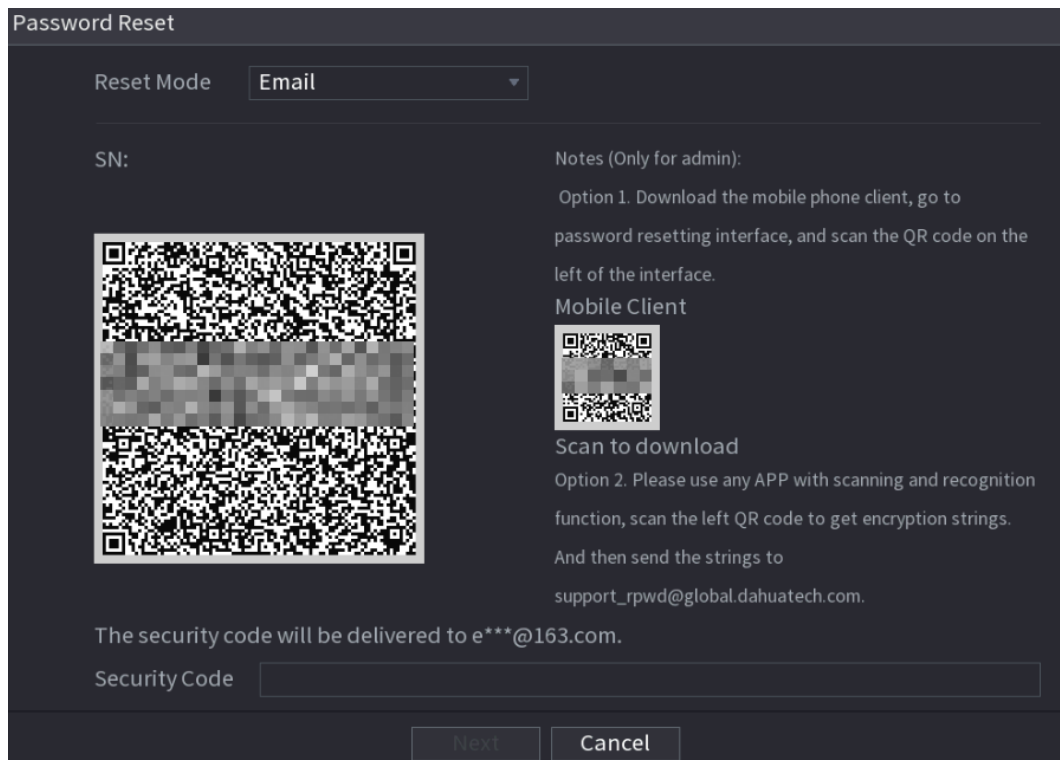 Password Reset
Reset Mode
Email
SN:
Notes (Only for admin):
Option 1. Download the mobile phone client, go to
password resetting interface, and scan the QR code on the
left of the interface.
Mobile Client
Scan to download
Option 2. Please use any APP with scanning and recognition
function, scan the left QR code to get encryption strings.
And then send the strings to
support_rpwd@global.dahuatech.com.
The security code will be delivered to e***@163.com.
Security Code
Next
Cancel